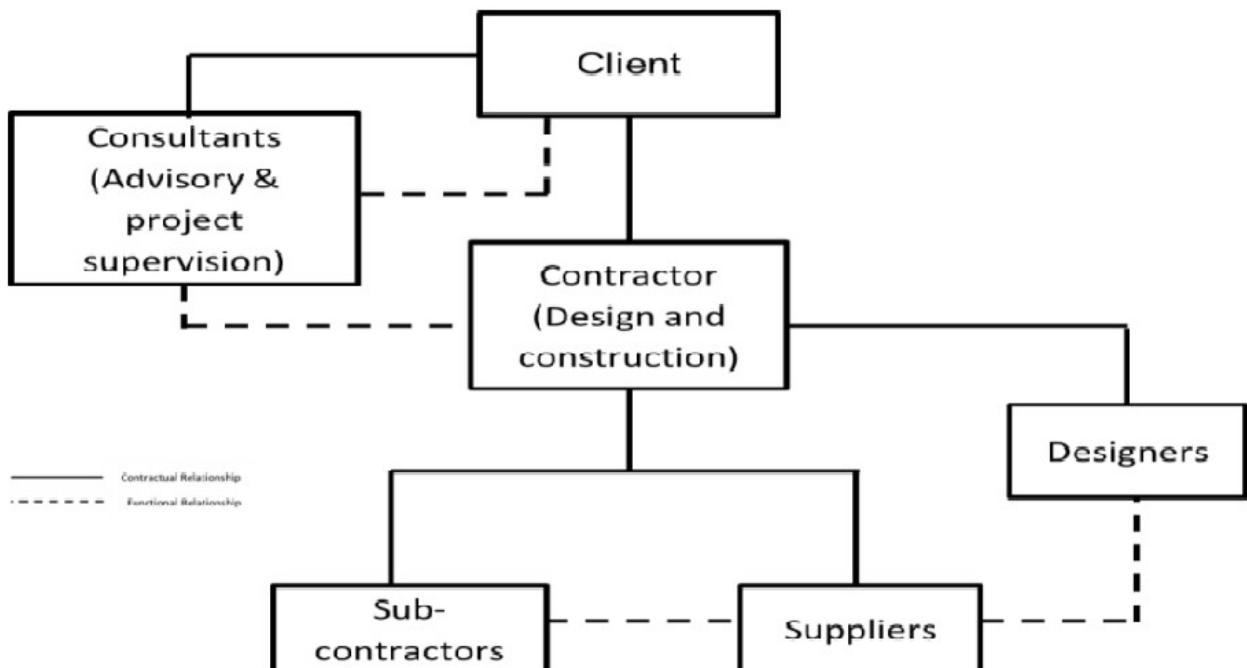 Client
Consultants
(Advisory &
project
supervision)
Contractor
(Design and
construction)
Designers
Contractual Relationship
Functional Relationship
Sub-
contractors
Suppliers